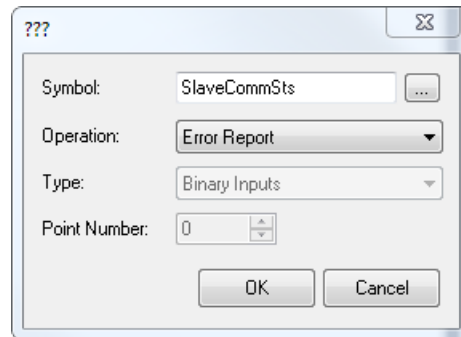 ???
Symbol: SlaveCommSts ...
Operation: Error Report
Type: Binary Inputs
Point Number: 0
OK Cancel